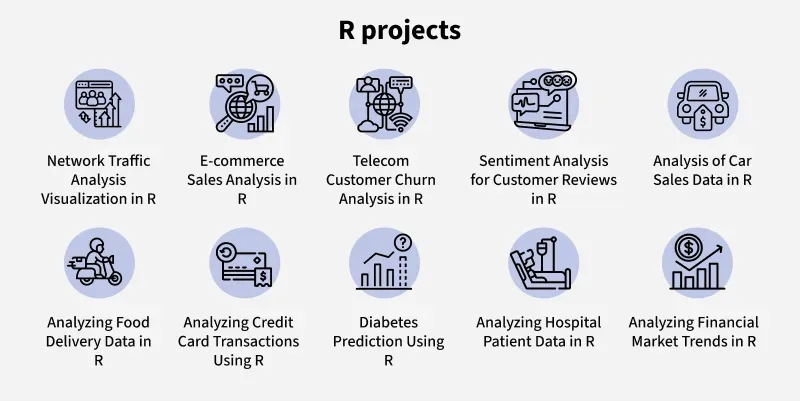 R projects
Network Traffic
Analysis
Visualization in R
E-commerce
Sales Analysis in
R
Telecom
Customer Churn
Analysis in R
Sentiment Analysis
for Customer Reviews
in R
Analysis of Car
Sales Data in R
Analyzing Food
Delivery Data in
R
Analyzing Credit
Card Transactions
Using R
Diabetes
Prediction Using
R
Analyzing Hospital
Patient Data in R
Analyzing Financial
Market Trends in R